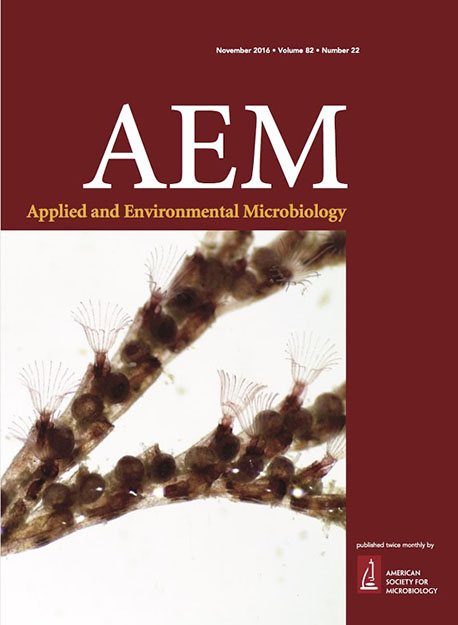 November 2016 • Volume 82 • Number 22
AEM
Applied and Environmental Microbiology
published twice monthly by
AMERICAN
SOCIETY FOR
MICROBIOLOGY